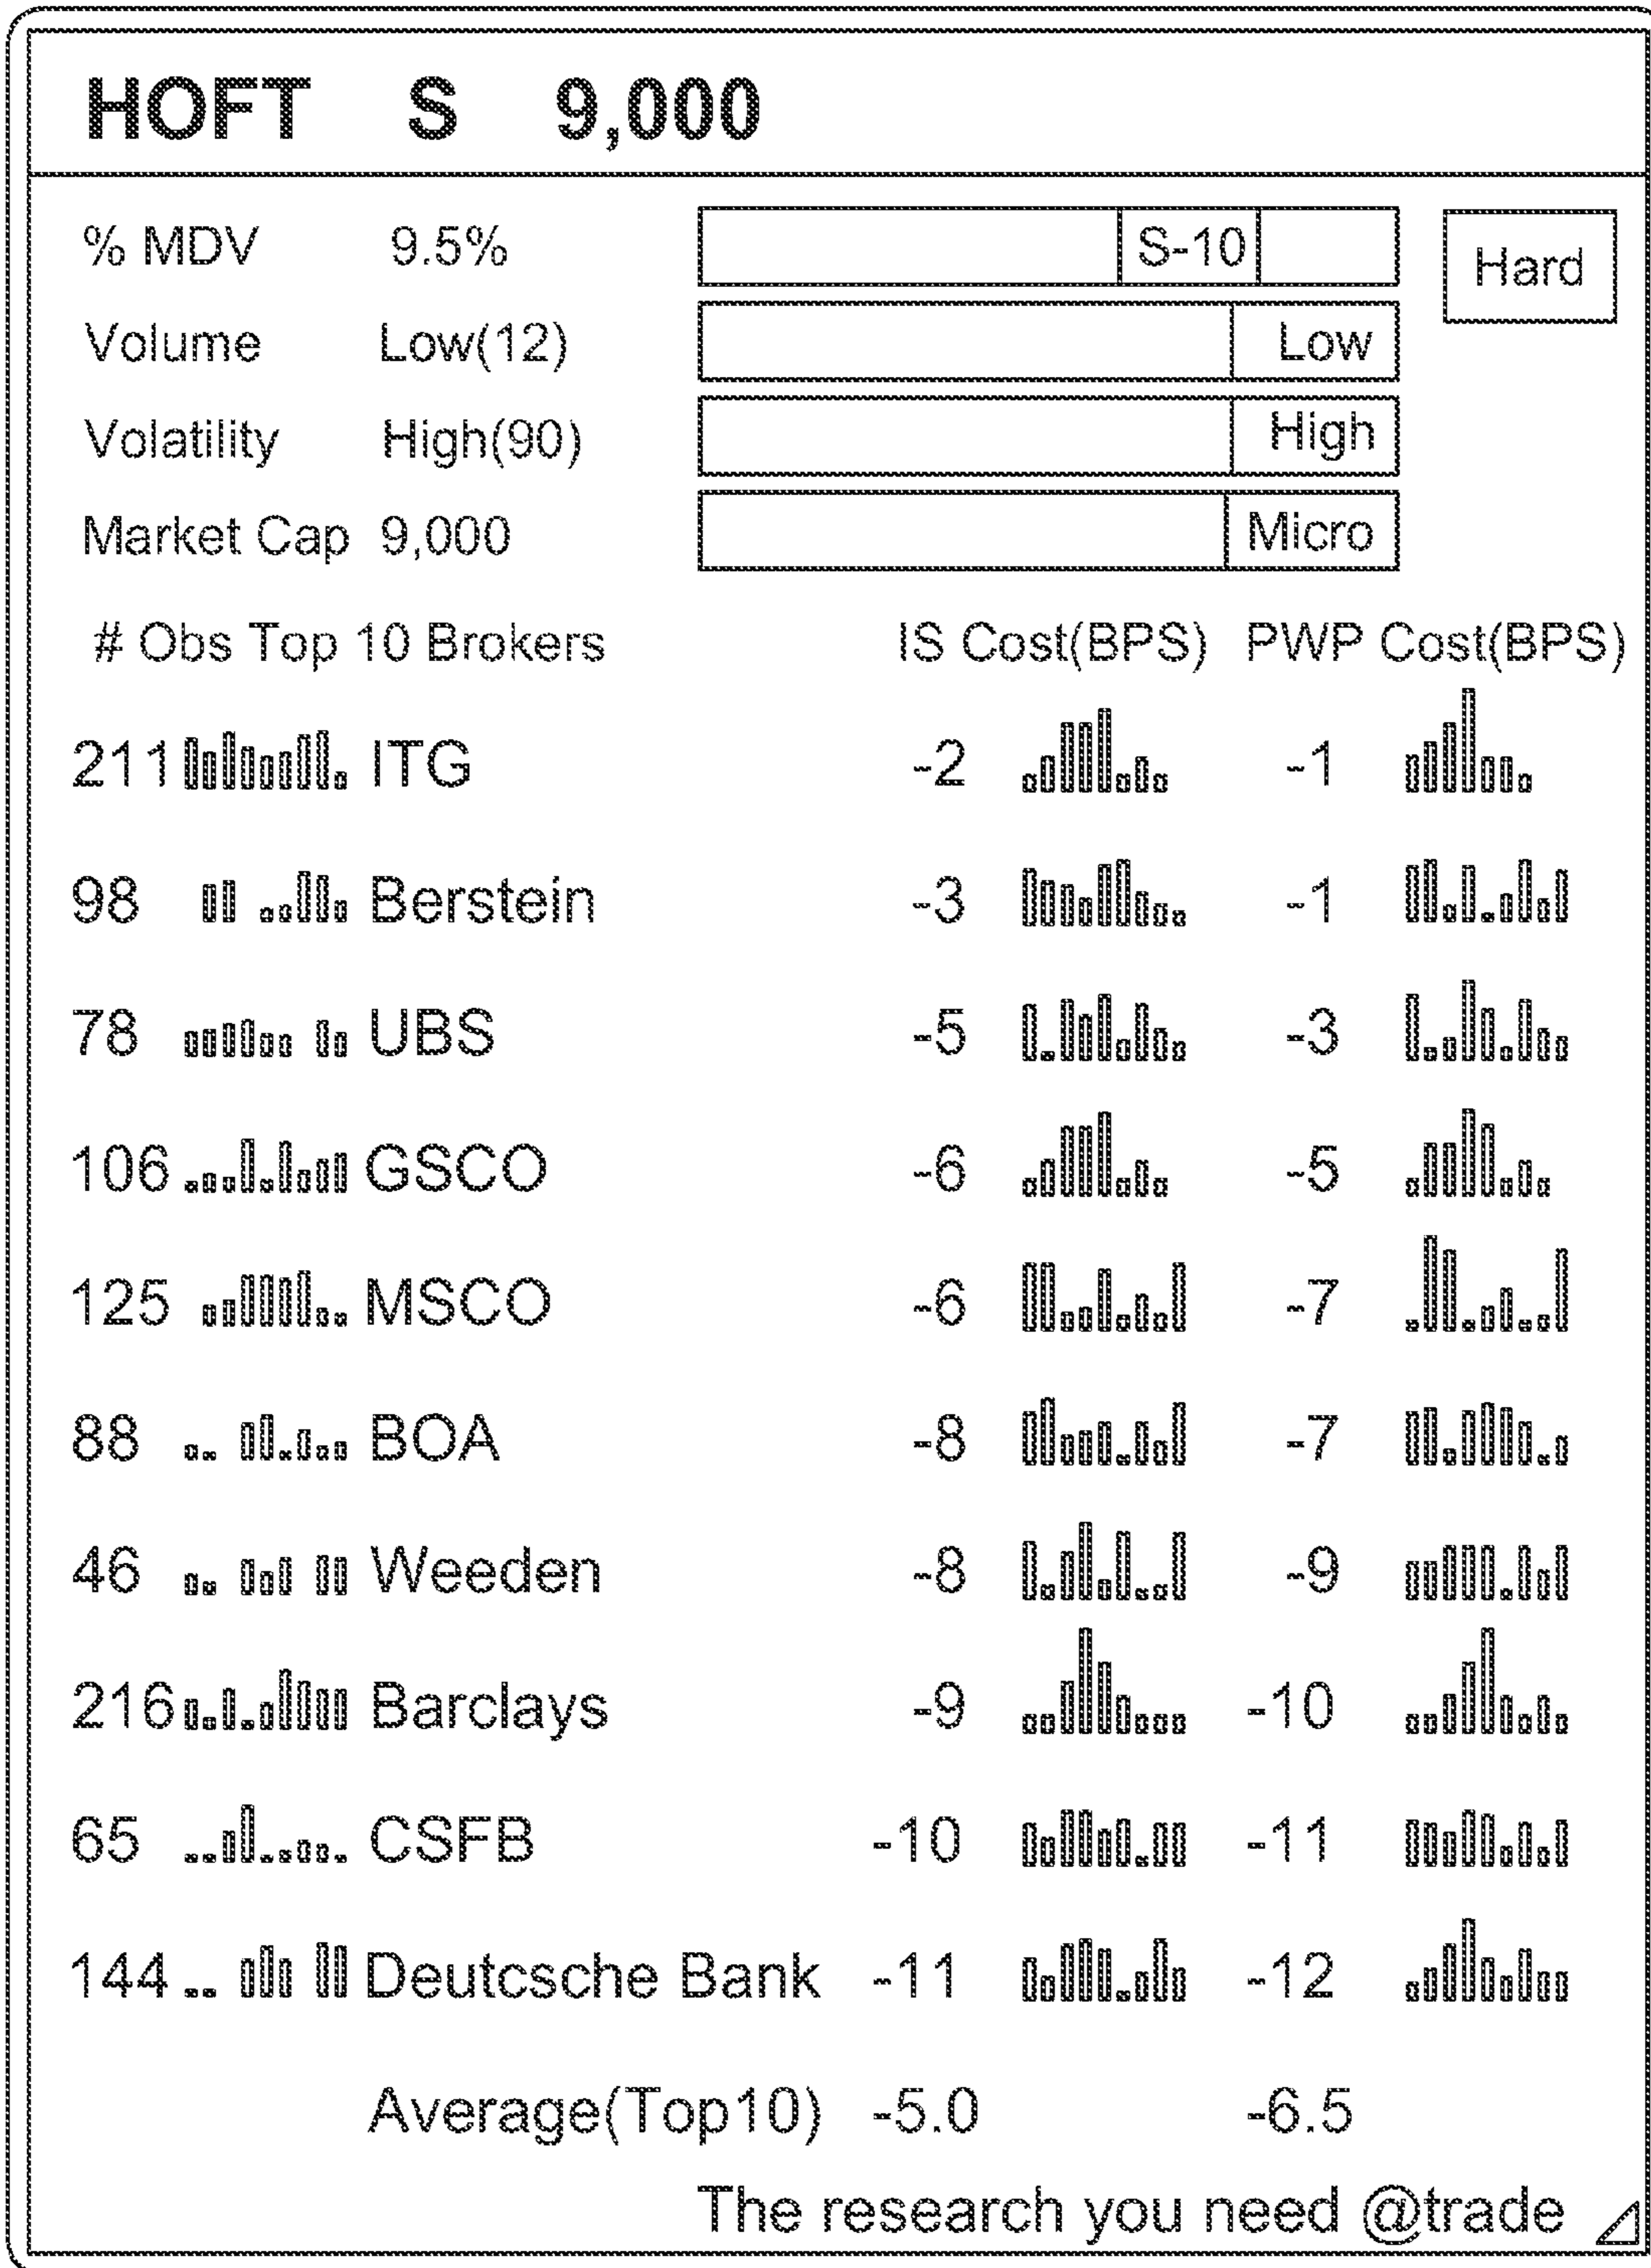 HOFT S 9,000
% MDV 9.5% S-10 Hard
Volume Low(12) Low
Volatility High(90) High
Market Cap 9,000 Micro
# Obs Top 10 Brokers IS Cost(BPS) PWP Cost(BPS)
211 ITG -2 -1
98 Berstein -3 -1
78 UBS -5 -3
106 GSCO -6 -5
125 MSCO -6 -7
88 BOA -8 -7
46 Weeden -8 -9
216 Barclays -9 -10
65 CSFB -10 -11
144 Deutcsche Bank -11 -12
Average(Top10) -5.0 -6.5
The research you need @trade